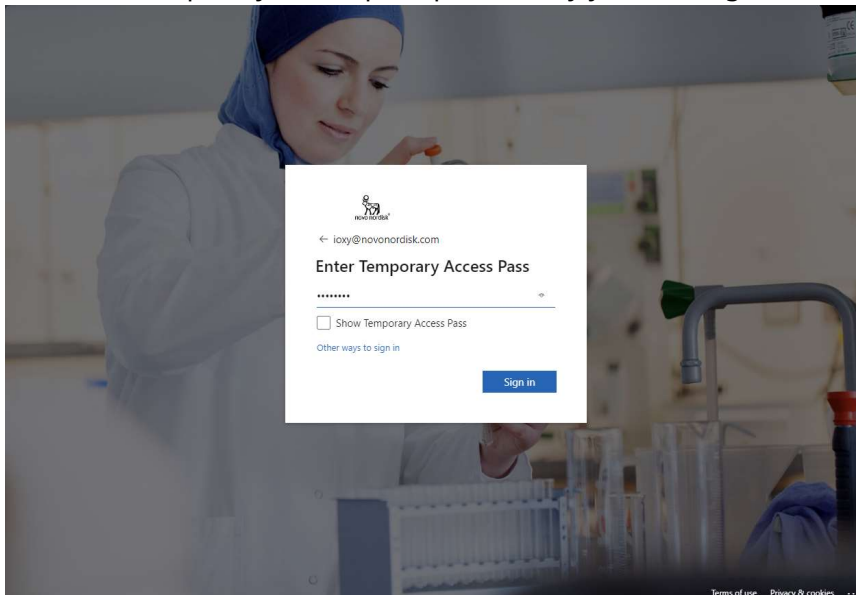 novo nordisk®
← ioxy@novonordisk.com
Enter Temporary Access Pass
••••••••
Show Temporary Access Pass
Other ways to sign in
Sign in
Terms of use Privacy & cookies